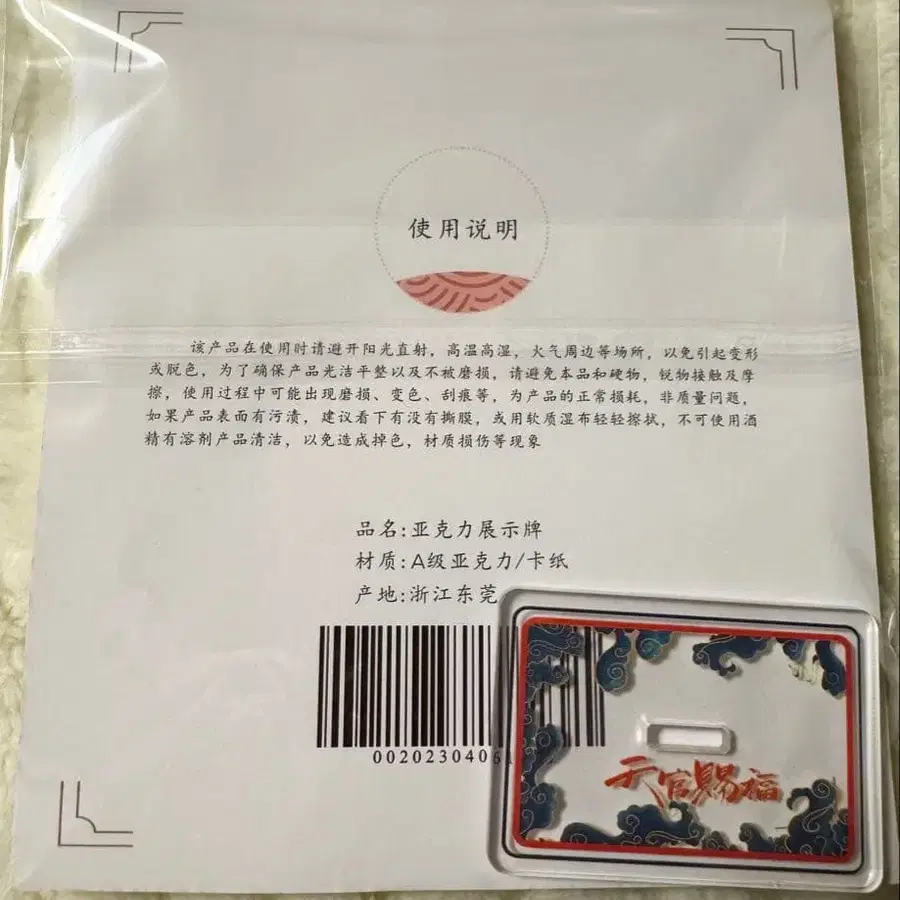 使用说明
该产品在使用时请避开阳光直射，高温高湿，火气周边等场所，以免引起变形
或脱色，为了确保产品光洁平整以及不被磨损，请避免本品和硬物，锐物接触及摩
擦，使用过程中可能出现磨损、变色、刮痕等，为产品的正常损耗，非质量问题，
如果产品表面有污渍，建议看下有没有撕膜，或用软质湿布轻轻擦拭，不可使用酒
精有溶剂产品清洁，以免造成掉色，材质损伤等现象
品名:亚克力展示牌
材质:A级亚克力/卡纸
产地:浙江东莞
00202304061
天官赐福